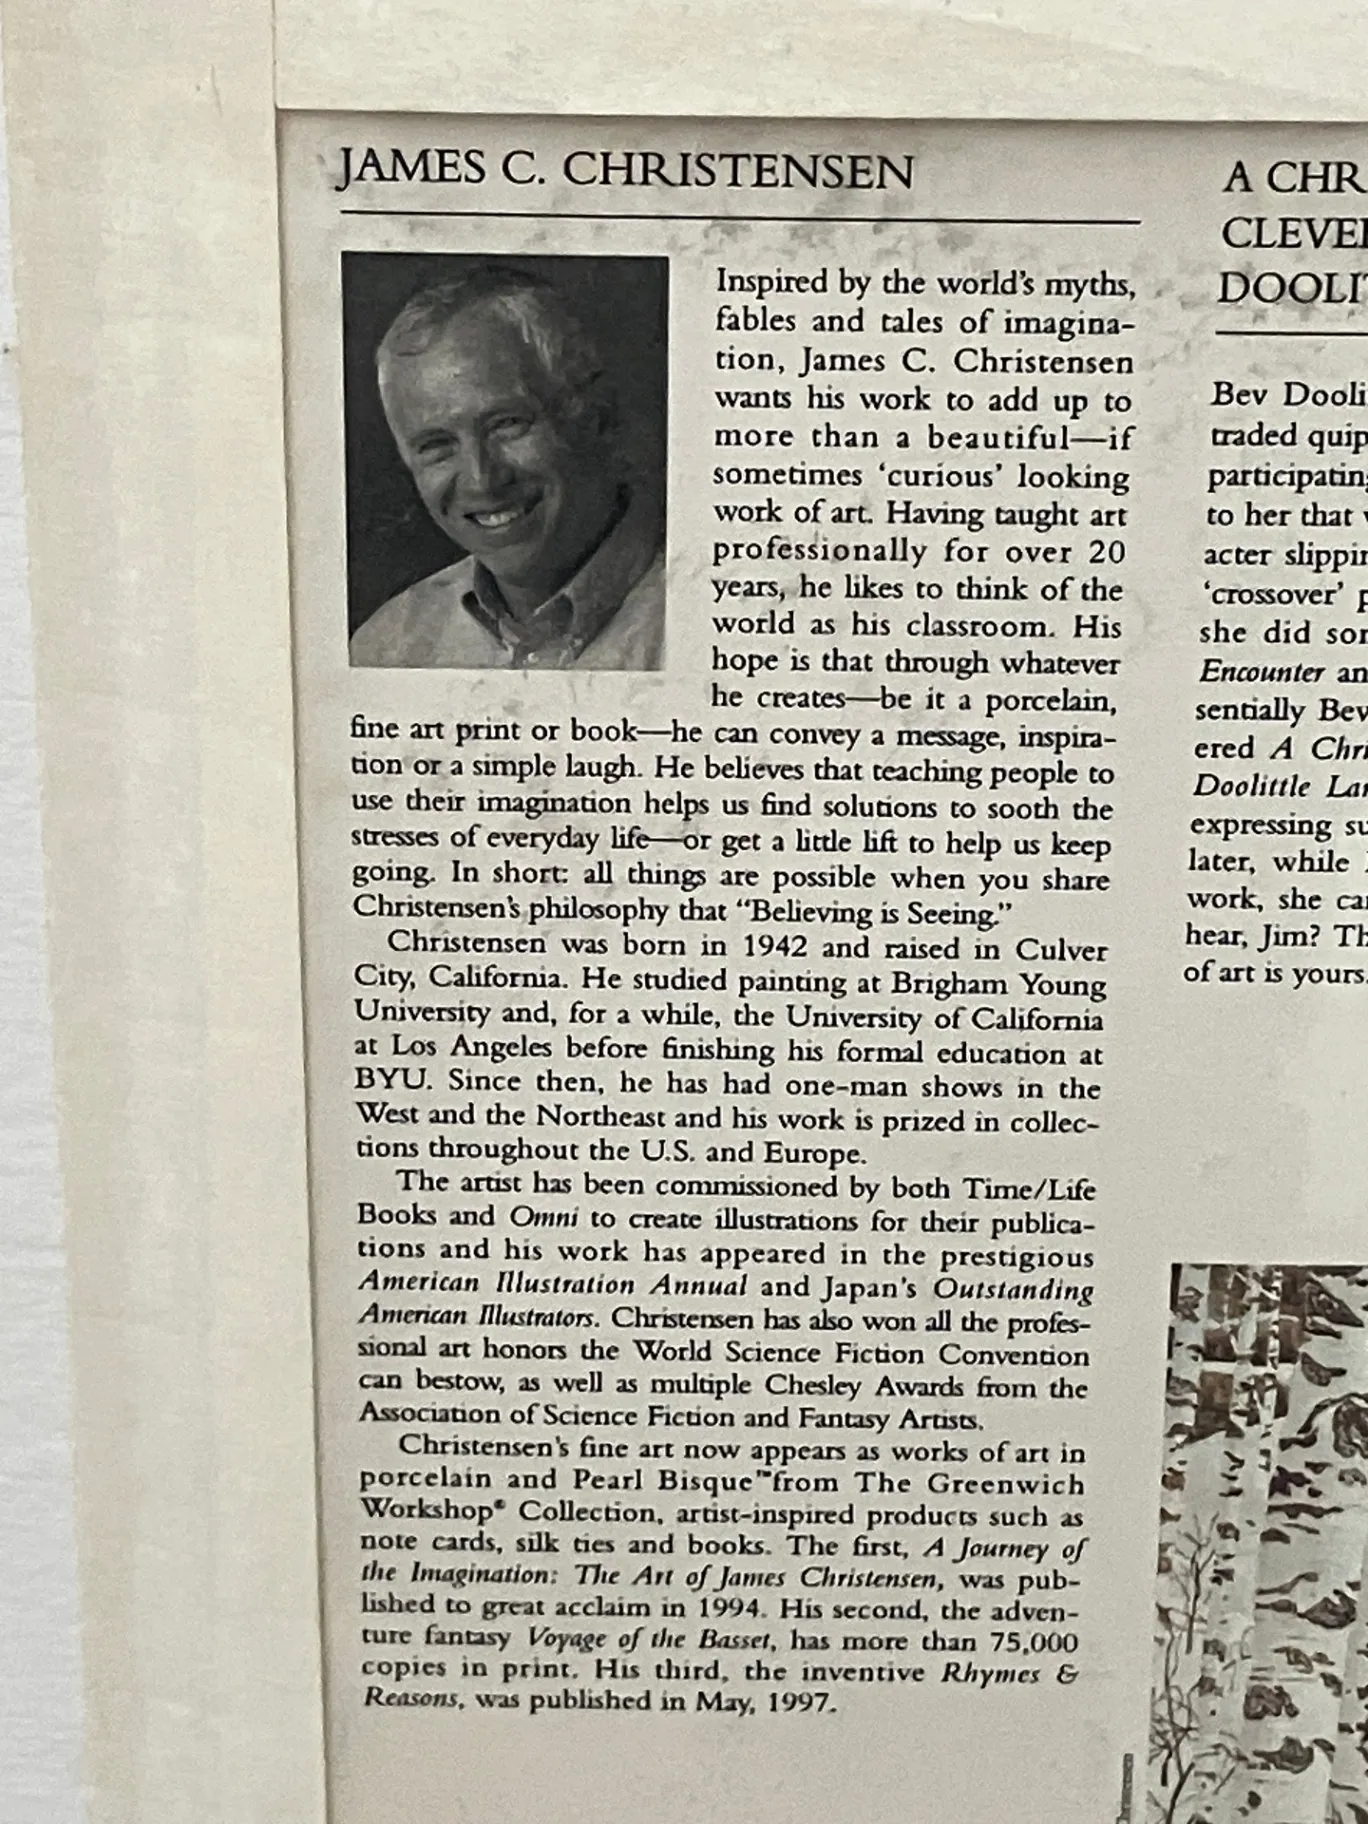 JAMES C. CHRISTENSEN
Inspired by the world's myths,
fables and tales of imagina-
tion, James C. Christensen
wants his work to add up to
more than a beautiful—if
sometimes 'curious' looking
work of art. Having taught art
professionally for over 20
years, he likes to think of the
world as his classroom. His
hope is that through whatever
he creates—be it a porcelain,
fine art print or book—he can convey a message, inspira-
tion or a simple laugh. He believes that teaching people to
use their imagination helps us find solutions to sooth the
stresses of everyday life—or get a little lift to help us keep
going. In short: all things are possible when you share
Christensen's philosophy that "Believing is Seeing."
Christensen was born in 1942 and raised in Culver
City, California. He studied painting at Brigham Young
University and, for a while, the University of California
at Los Angeles before finishing his formal education at
BYU. Since then, he has had one-man shows in the
West and the Northeast and his work is prized in collec-
tions throughout the U.S. and Europe.
The artist has been commissioned by both Time/Life
Books and Omni to create illustrations for their publica-
tions and his work has appeared in the prestigious
American Illustration Annual and Japan's Outstanding
American Illustrators. Christensen has also won all the profes-
sional art honors the World Science Fiction Convention
can bestow, as well as multiple Chesley Awards from the
Association of Science Fiction and Fantasy Artists.
Christensen's fine art now appears as works of art in
porcelain and Pearl Bisque™ from The Greenwich
Workshop® Collection, artist-inspired products such as
note cards, silk ties and books. The first, A Journey of
the Imagination: The Art of James Christensen, was pub-
lished to great acclaim in 1994. His second, the adven-
ture fantasy Voyage of the Basset, has more than 75,000
copies in print. His third, the inventive Rhymes &
Reasons, was published in May, 1997.
A CHR
CLEVE
DOOLIT
Bev Dooli
traded quip
participating
to her that
acter slippin
'crossover' p
she did son
Encounter an
sentially Bev
ered A Chri
Doolittle Lan
expressing su
later, while
work, she ca
hear, Jim? Th
of art is yours.